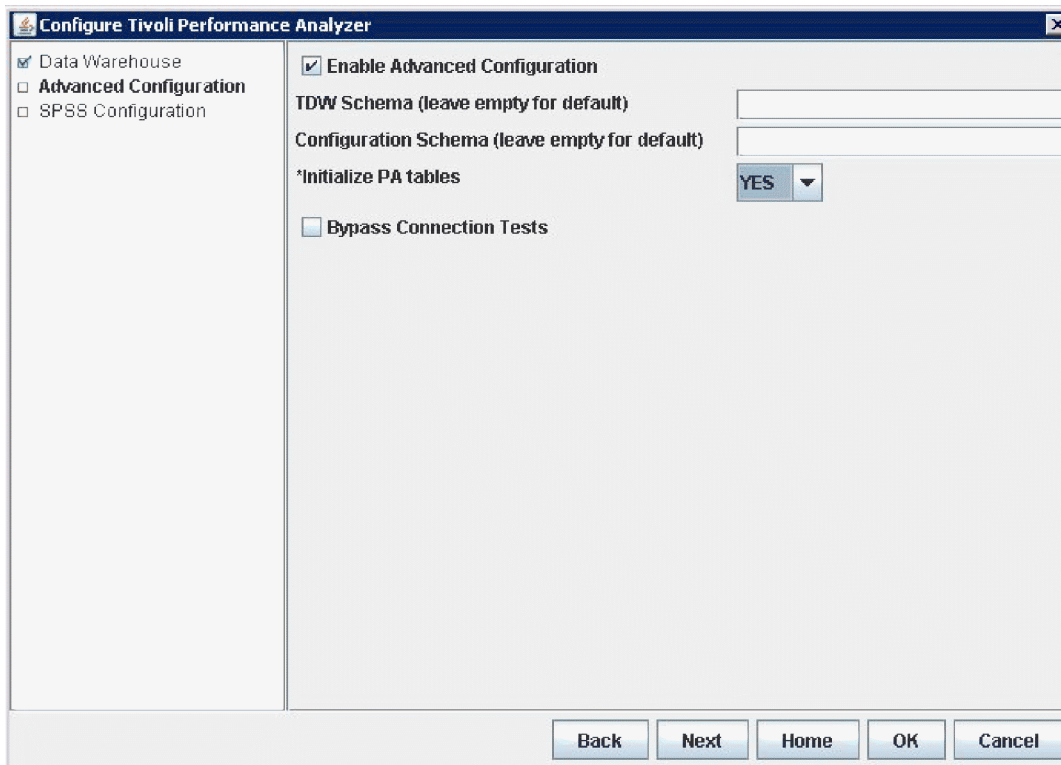 Configure Tivoli Performance Analyzer
Data Warehouse
Advanced Configuration
SPSS Configuration
Enable Advanced Configuration
TDW Schema (leave empty for default)
Configuration Schema (leave empty for default)
*Initialize PA tables
YES
Bypass Connection Tests
Back
Next
Home
OK
Cancel